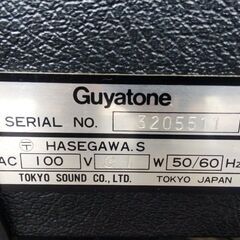 Guyatone
SERIAL NO. 3205511
〒 HASEGAWA.S
AC 100 V W 50/60 Hz
TOKYO SOUND CO., LTD. TOKYO JAPAN